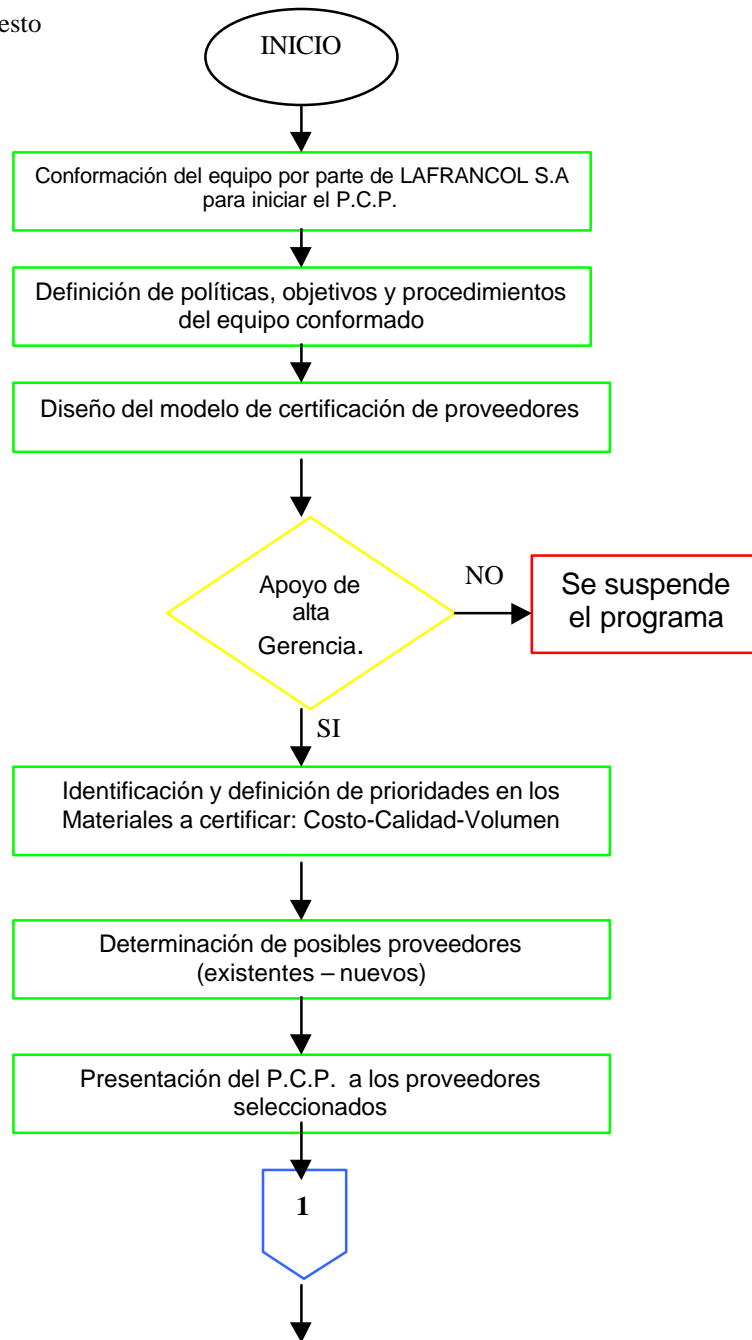 esto
INICIO
Conformación del equipo por parte de LAFRANCOL S.A
para iniciar el P.C.P.
Definición de políticas, objetivos y procedimientos
del equipo conformado
Diseño del modelo de certificación de proveedores
Apoyo de
alta
Gerencia.
NO
Se suspende
el programa
SI
Identificación y definición de prioridades en los
Materiales a certificar: Costo-Calidad-Volumen
Determinación de posibles proveedores
(existentes – nuevos)
Presentación del P.C.P. a los proveedores
seleccionados
1